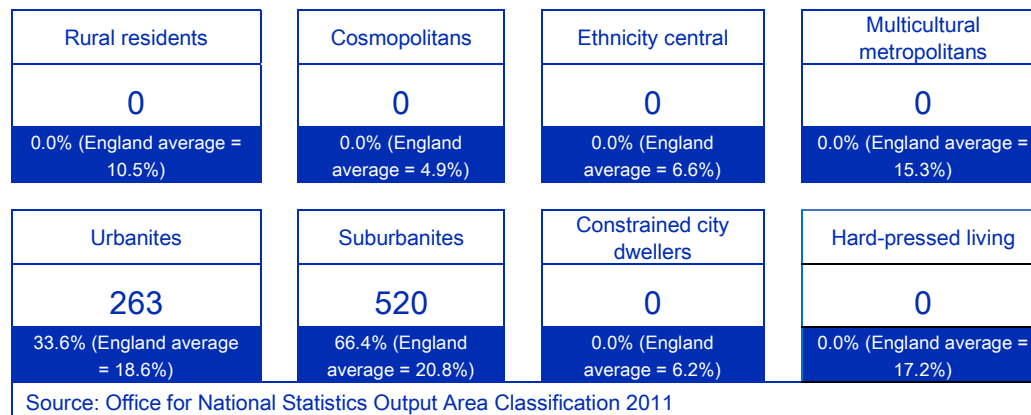 Rural residents
0
0.0% (England average =
10.5%)
Cosmopolitans
0
0.0% (England
average = 4.9%)
Ethnicity central
0
0.0% (England
average = 6.6%)
Multicultural
metropolitans
0
0.0% (England average =
15.3%)
Urbanites
263
33.6% (England average
= 18.6%)
Suburbanites
520
66.4% (England
average = 20.8%)
Constrained city
dwellers
0
0.0% (England
average = 6.2%)
Hard-pressed living
0
0.0% (England average =
17.2%)
Source: Office for National Statistics Output Area Classification 2011